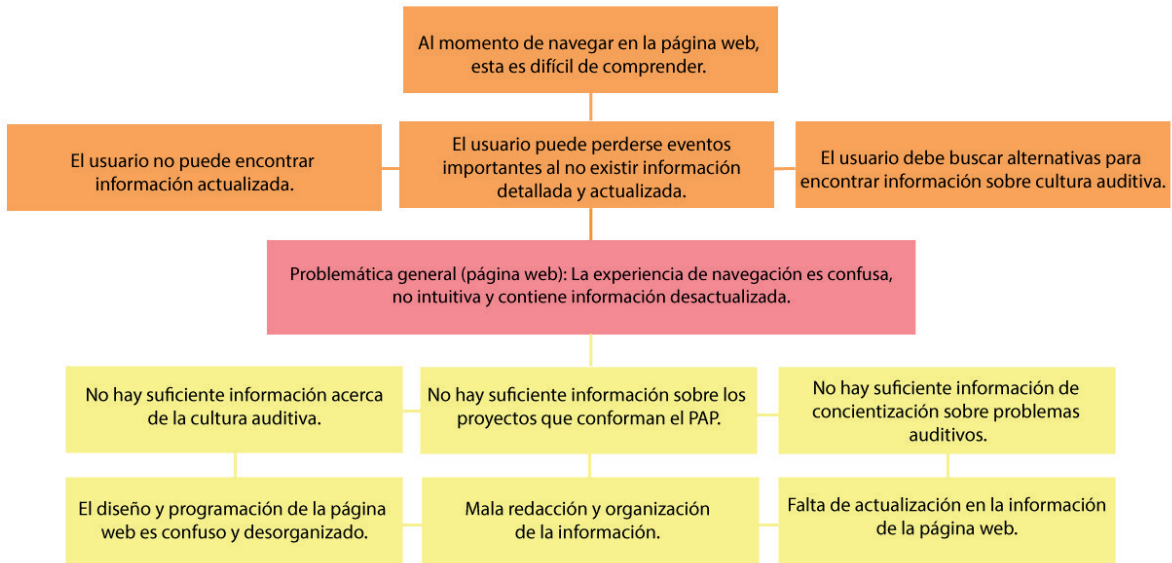 Al momento de navegar en la página web,
esta es difícil de comprender.
El usuario no puede encontrar
información actualizada.
El usuario puede perderse eventos
importantes al no existir información
detallada y actualizada.
El usuario debe buscar alternativas para
encontrar información sobre cultura auditiva.
Problemática general (página web): La experiencia de navegación es confusa,
no intuitiva y contiene información desactualizada.
No hay suficiente información acerca
de la cultura auditiva.
No hay suficiente información sobre los
proyectos que conforman el PAP.
No hay suficiente información de
concientización sobre problemas
auditivos.
El diseño y programación de la página
web es confuso y desorganizado.
Mala redacción y organización
de la información.
Falta de actualización en la información
de la página web.